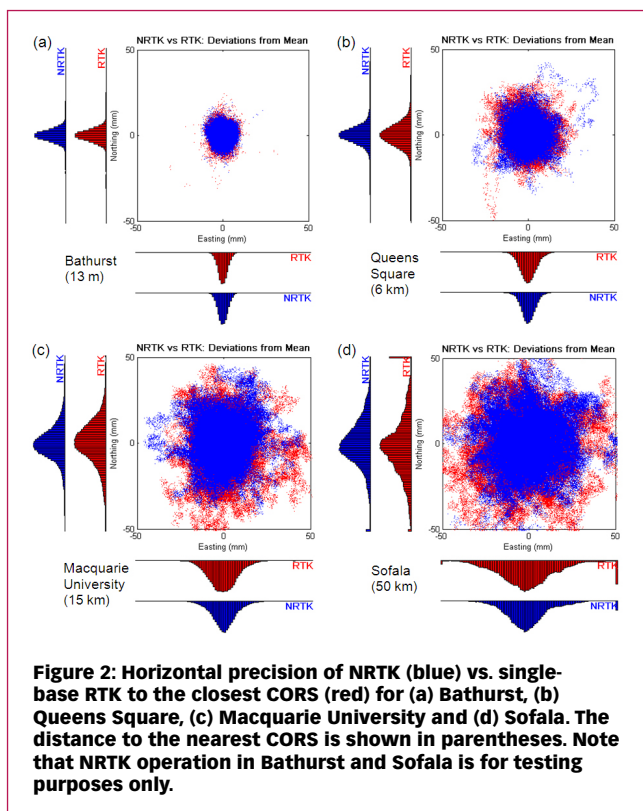 (a)
NRTK
RTK
NRTK vs RTK: Deviations from Mean
50
Northing (mm)
0
-50
-50
0
50
Easting (mm)
RTK
NRTK
Bathurst
(13 m)
(b)
NRTK
RTK
NRTK vs RTK: Deviations from Mean
50
Northing (mm)
0
-50
-50
0
50
Easting (mm)
RTK
NRTK
Queens
Square
(6 km)
(c)
NRTK
RTK
NRTK vs RTK: Deviations from Mean
50
Northing (mm)
0
-50
-50
0
50
Easting (mm)
RTK
NRTK
Macquarie
University
(15 km)
(d)
NRTK
RTK
NRTK vs RTK: Deviations from Mean
50
Northing (mm)
0
-50
-50
0
50
Easting (mm)
RTK
NRTK
Sofala
(50 km)
Figure 2: Horizontal precision of NRTK (blue) vs. single-
base RTK to the closest CORS (red) for (a) Bathurst, (b)
Queens Square, (c) Macquarie University and (d) Sofala. The
distance to the nearest CORS is shown in parentheses. Note
that NRTK operation in Bathurst and Sofala is for testing
purposes only.